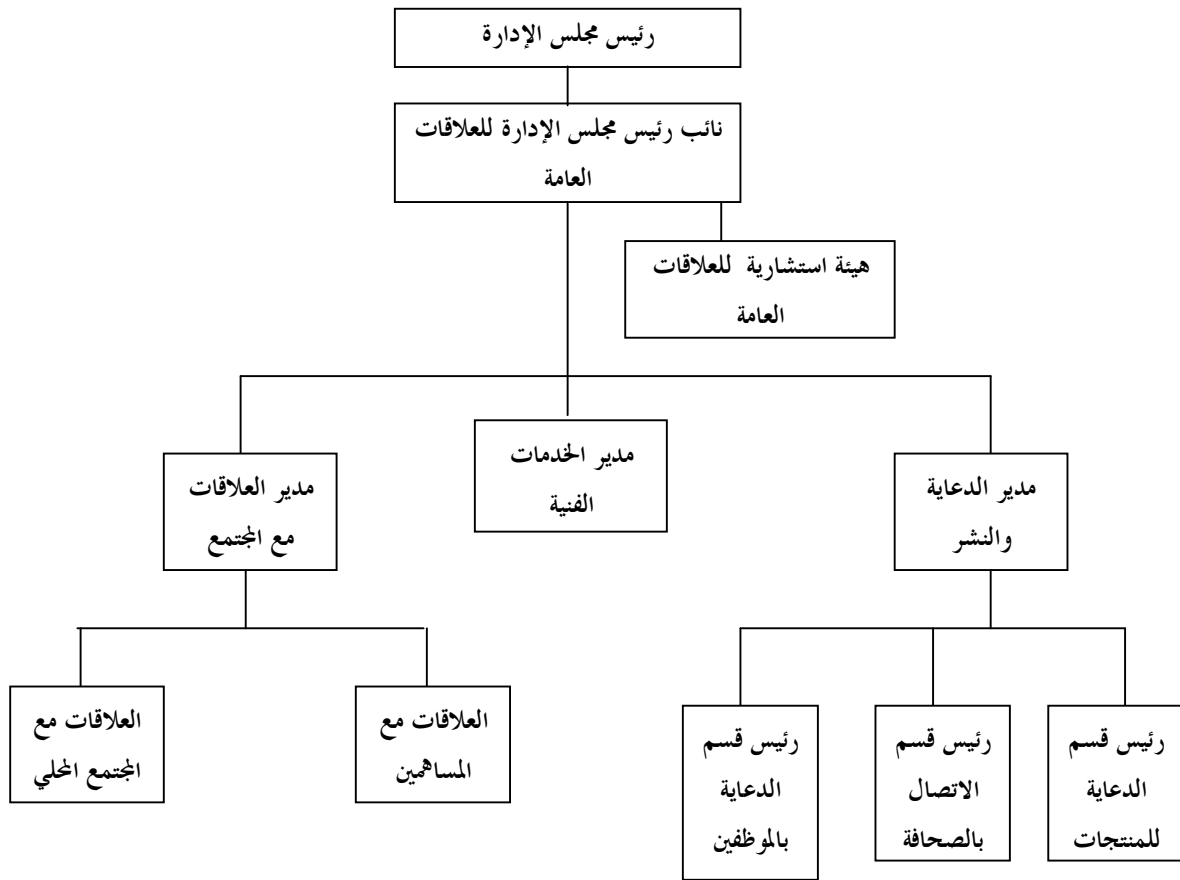 رئيس مجلس الإدارة
نائب رئيس مجلس الإدارة للعلاقات
العامة
هيئة استشارية للعلاقات
العامة
مدير الدعاية
والنشر
مدير الخدمات
الفنية
مدير العلاقات
مع المجتمع
رئيس قسم
الدعاية
للمنتجات
رئيس قسم
الاتصال
بالصحافة
رئيس قسم
الدعاية
بالموظفين
العلاقات مع
المساهمين
العلاقات مع
المجتمع المحلي